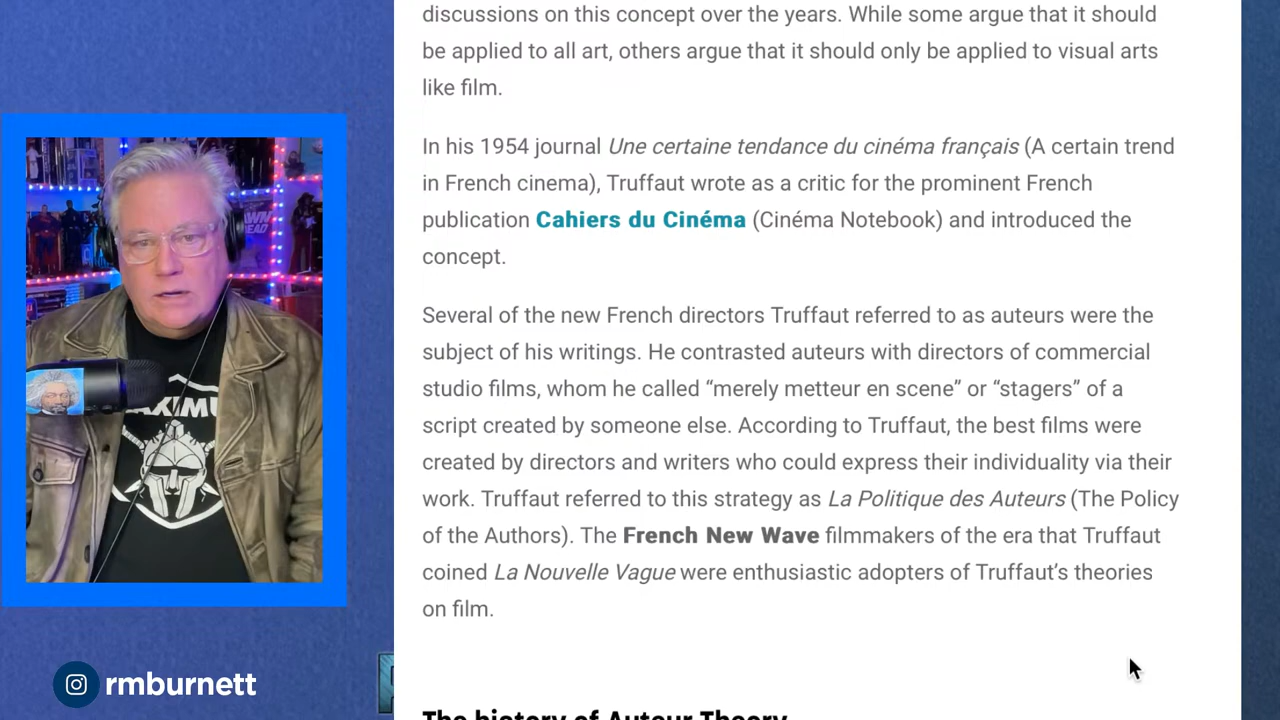 discussions on this concept over the years. While some argue that it should
be applied to all art, others argue that it should only be applied to visual arts
like film.
In his 1954 journal Une certaine tendance du cinéma français (A certain trend
in French cinema), Truffaut wrote as a critic for the prominent French
publication Cahiers du Cinéma (Cinéma Notebook) and introduced the
concept.
Several of the new French directors Truffaut referred to as auteurs were the
subject of his writings. He contrasted auteurs with directors of commercial
studio films, whom he called “merely metteur en scene” or “stagers” of a
script created by someone else. According to Truffaut, the best films were
created by directors and writers who could express their individuality via their
work. Truffaut referred to this strategy as La Politique des Auteurs (The Policy
of the Authors). The French New Wave filmmakers of the era that Truffaut
coined La Nouvelle Vague were enthusiastic adopters of Truffaut’s theories
on film.
The history of Auteur Theory
rmburnett